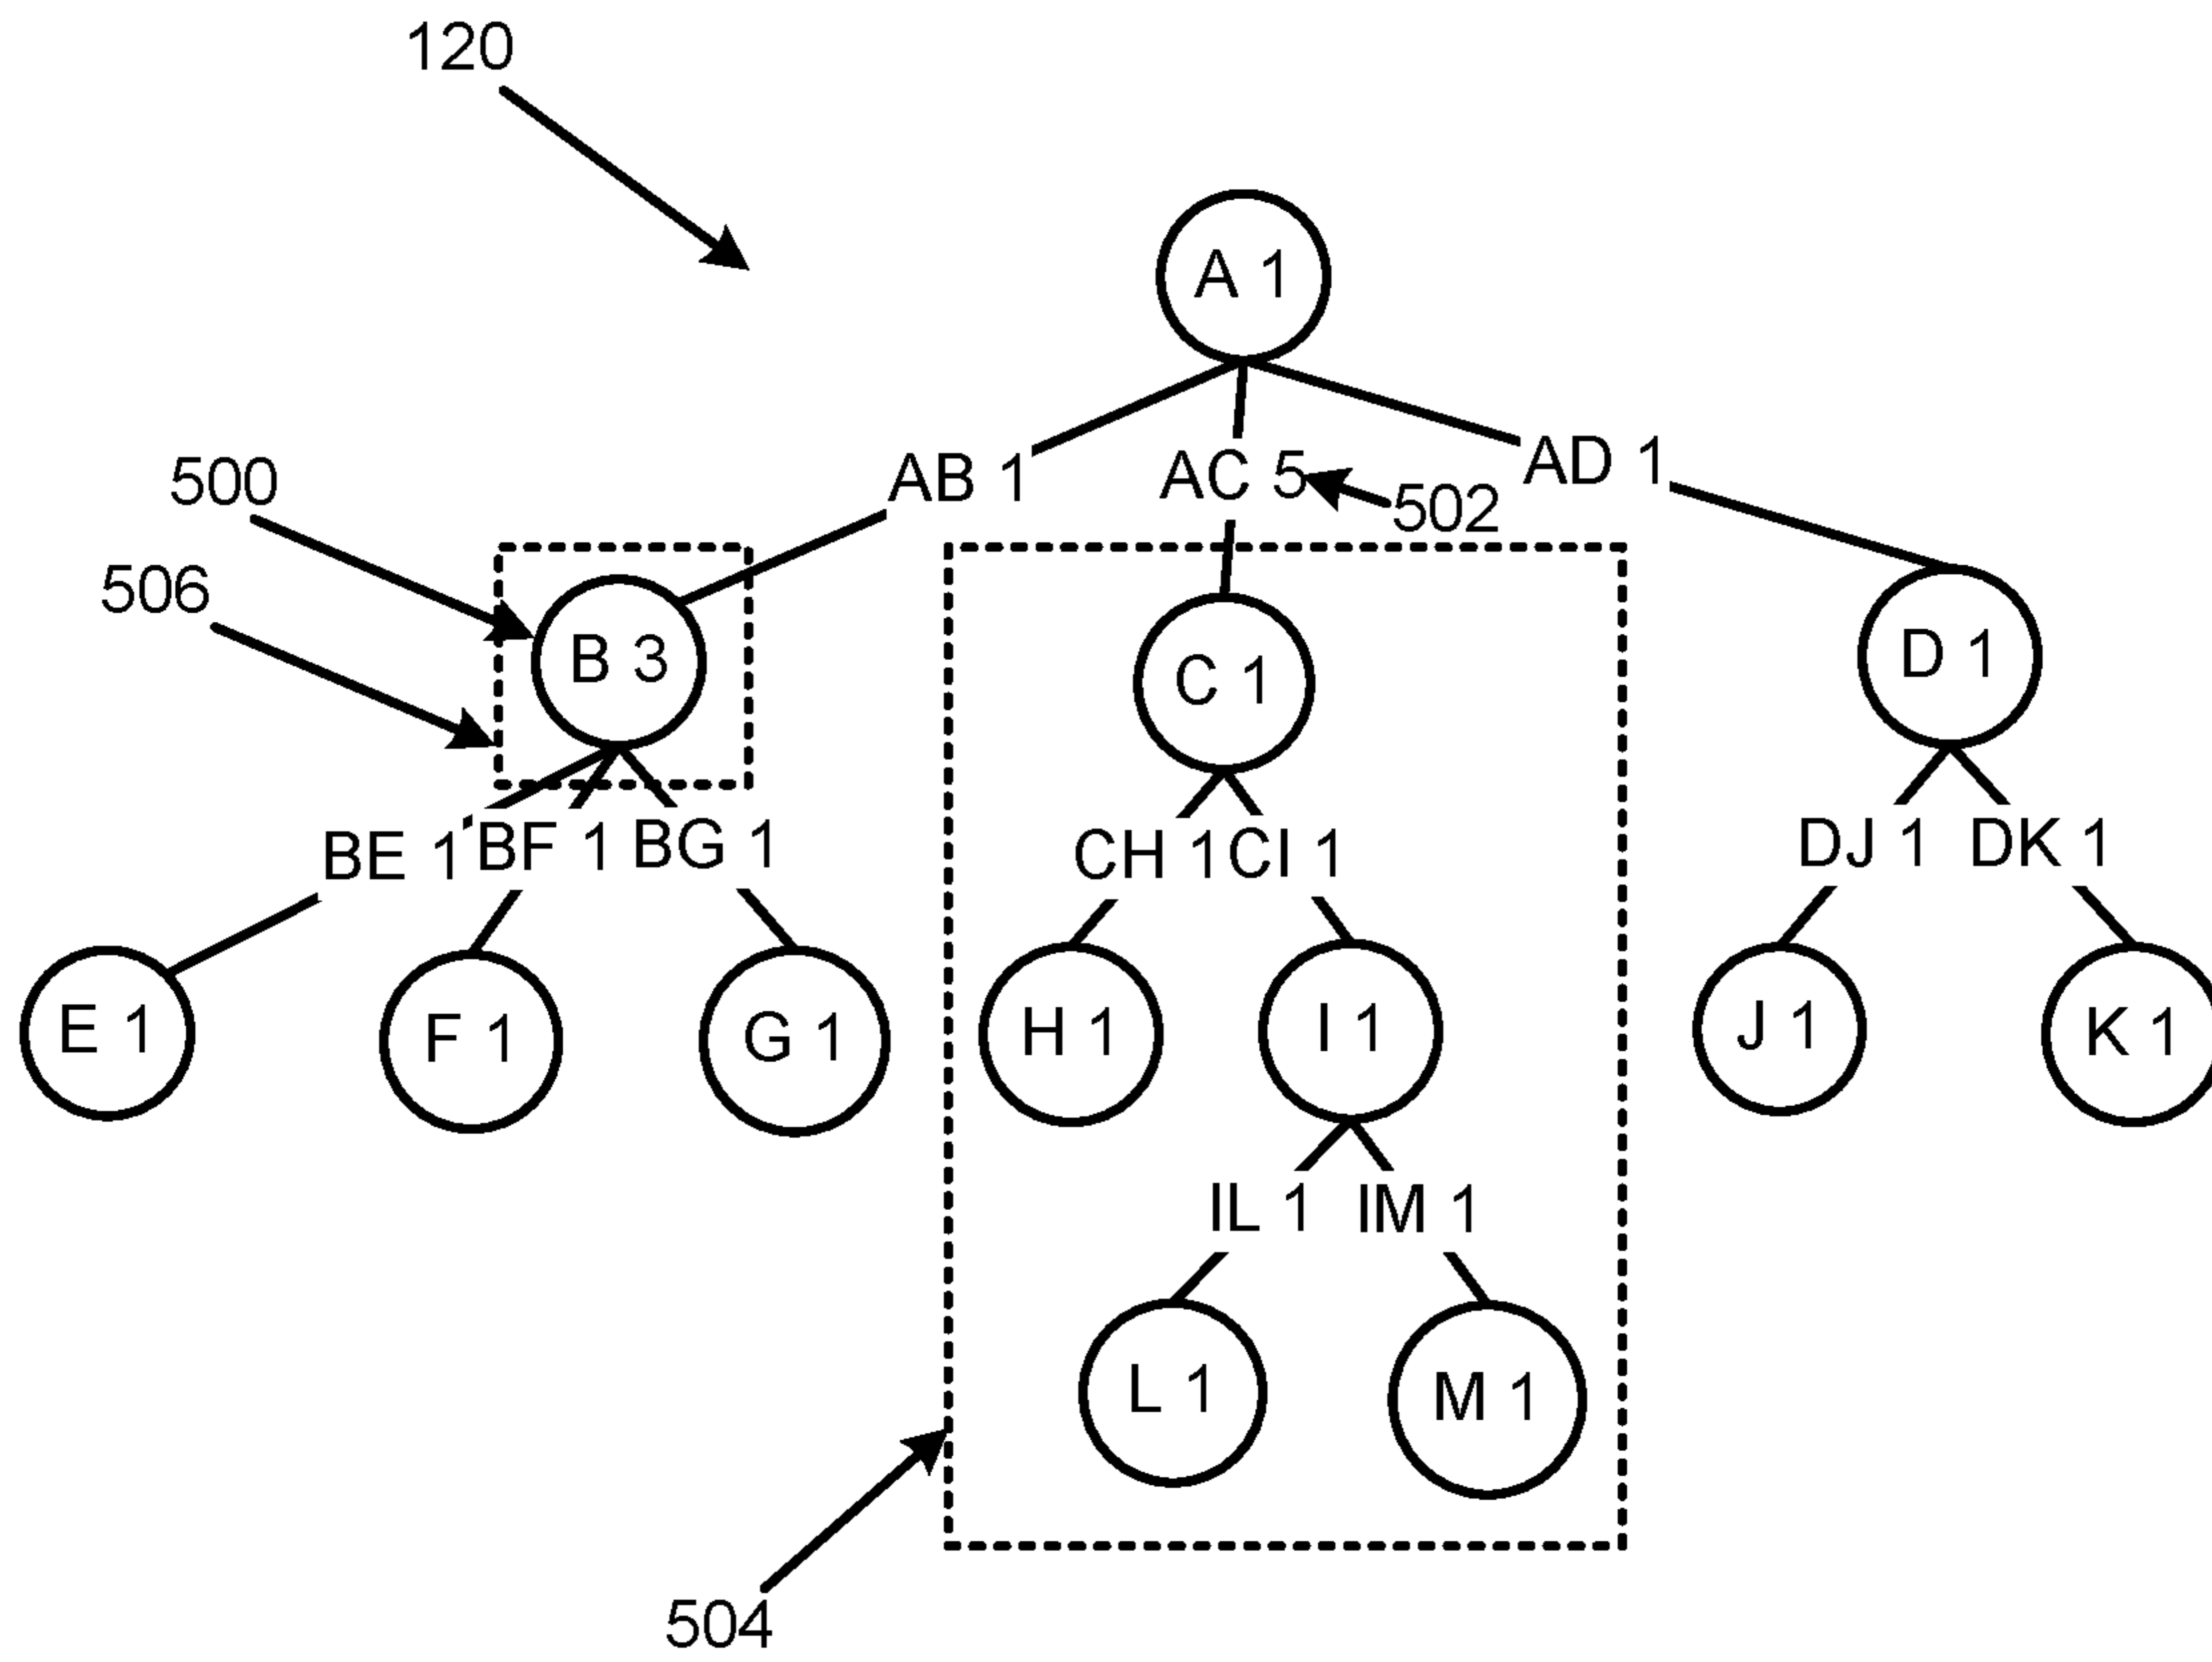 120
A 1
AB 1
AC 5
AD 1
500
502
506
B 3
C 1
D 1
BE 1
BF 1
BG 1
CH 1
CI 1
DJ 1
DK 1
E 1
F 1
G 1
H 1
I 1
J 1
K 1
IL 1
IM 1
L 1
M 1
504